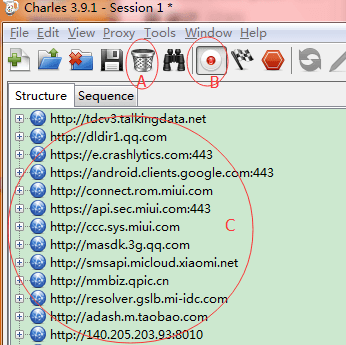 Charles 3.9.1 - Session 1 *
File Edit View Proxy Tools Window Help
A
B
Structure Sequence
http://tdcv3.talkingdata.net
http://dldir1.qq.com
https://e.crashlytics.com:443
https://android.clients.google.com:443
http://connect.rom.miui.com
https://api.sec.miui.com:443
http://ccc.sys.miui.com
C
http://masdk.3g.qq.com
http://smsapi.micloud.xiaomi.net
http://mmbiz.qpic.cn
http://resolver.gslb.mi-idc.com
http://adash.m.taobao.com
http://140.205.203.93:8010